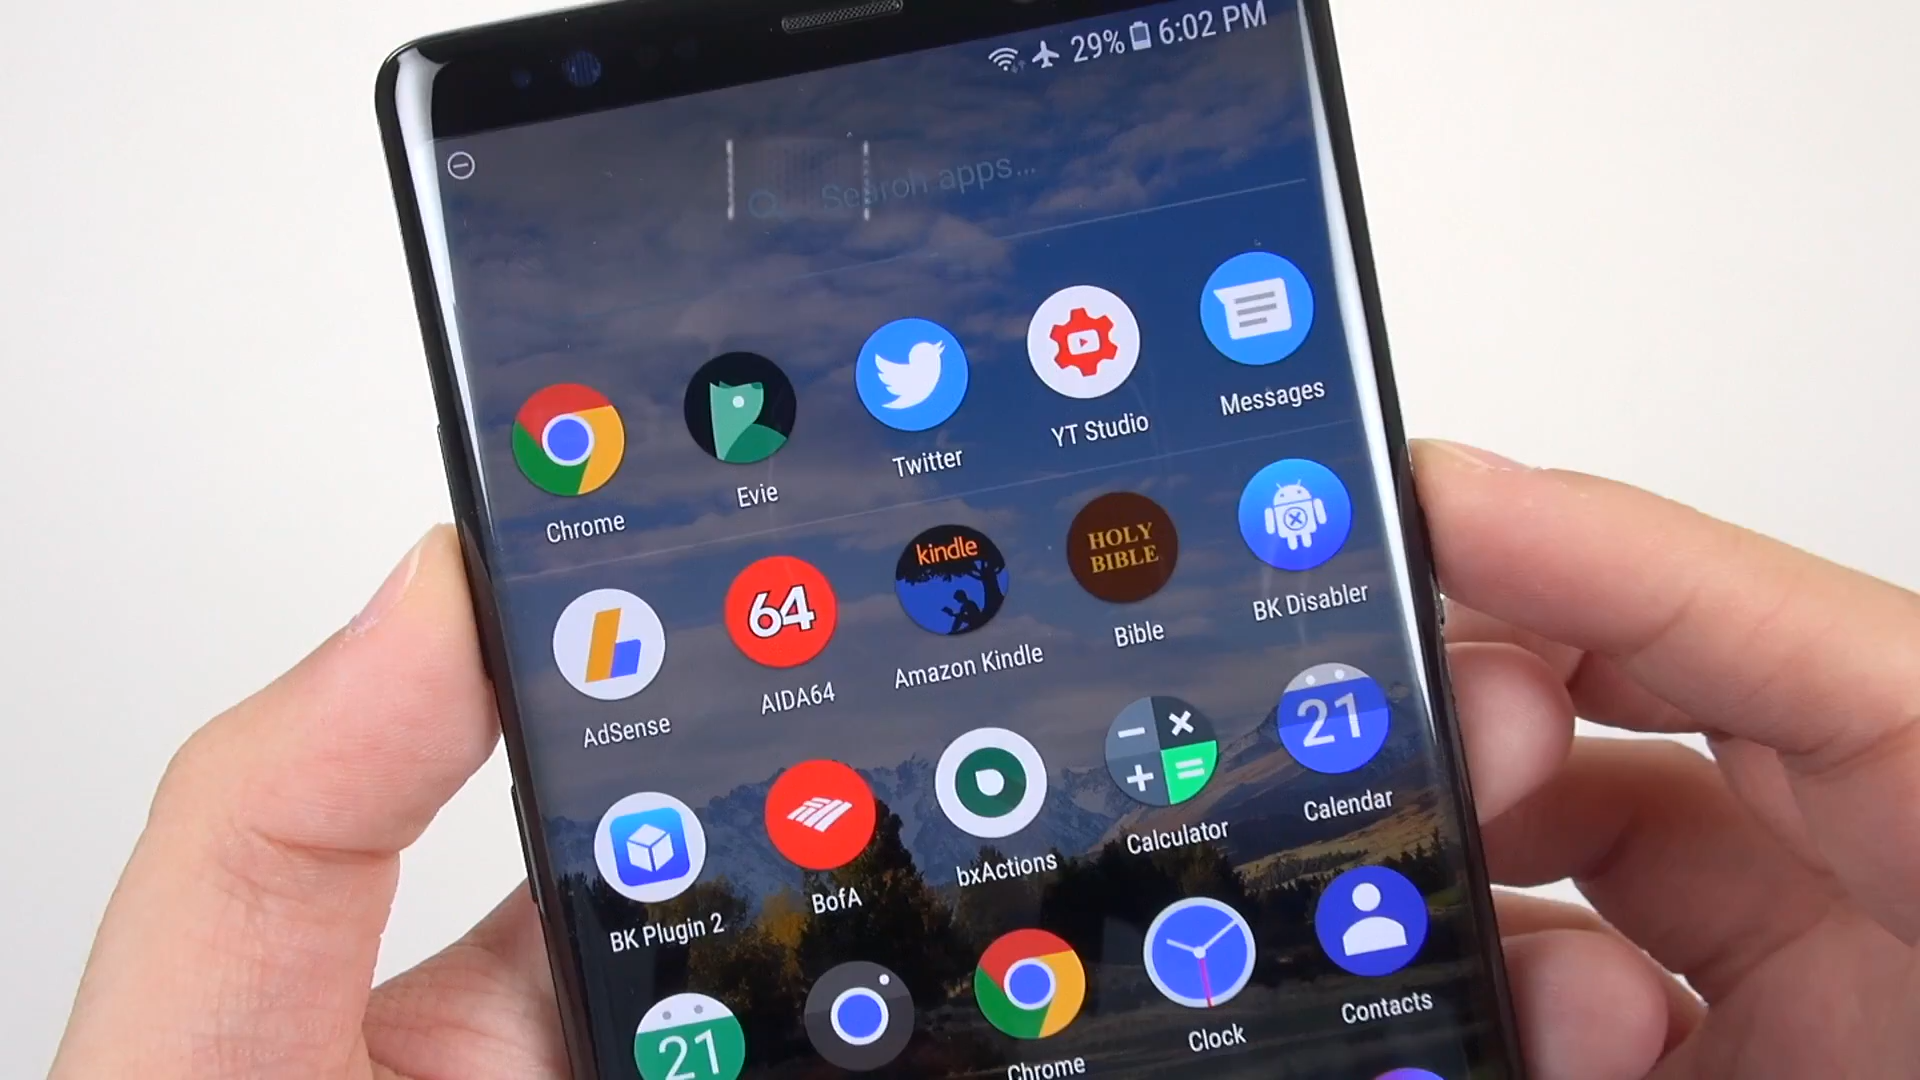 29% 6:02 PM
Search apps...
Chrome
Evie
Twitter
YT Studio
Messages
AdSense
64
AIDA64
kindle
Amazon Kindle
HOLY
BIBLE
Bible
BK Disabler
BK Plugin 2
BofA
bxActions
− × + =
Calculator
21
Calendar
21
Chrome
Clock
Contacts